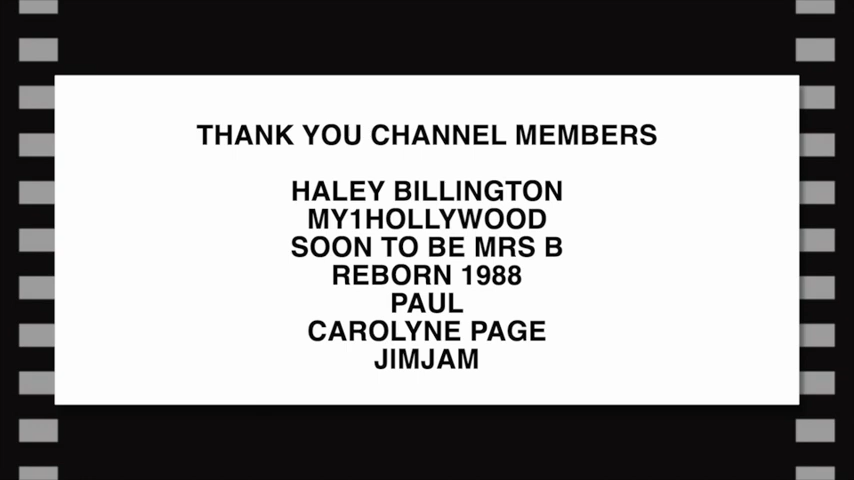 THANK YOU CHANNEL MEMBERS
HALEY BILLINGTON
MY1HOLLYWOOD
SOON TO BE MRS B
REBORN 1988
PAUL
CAROLYNE PAGE
JIMJAM